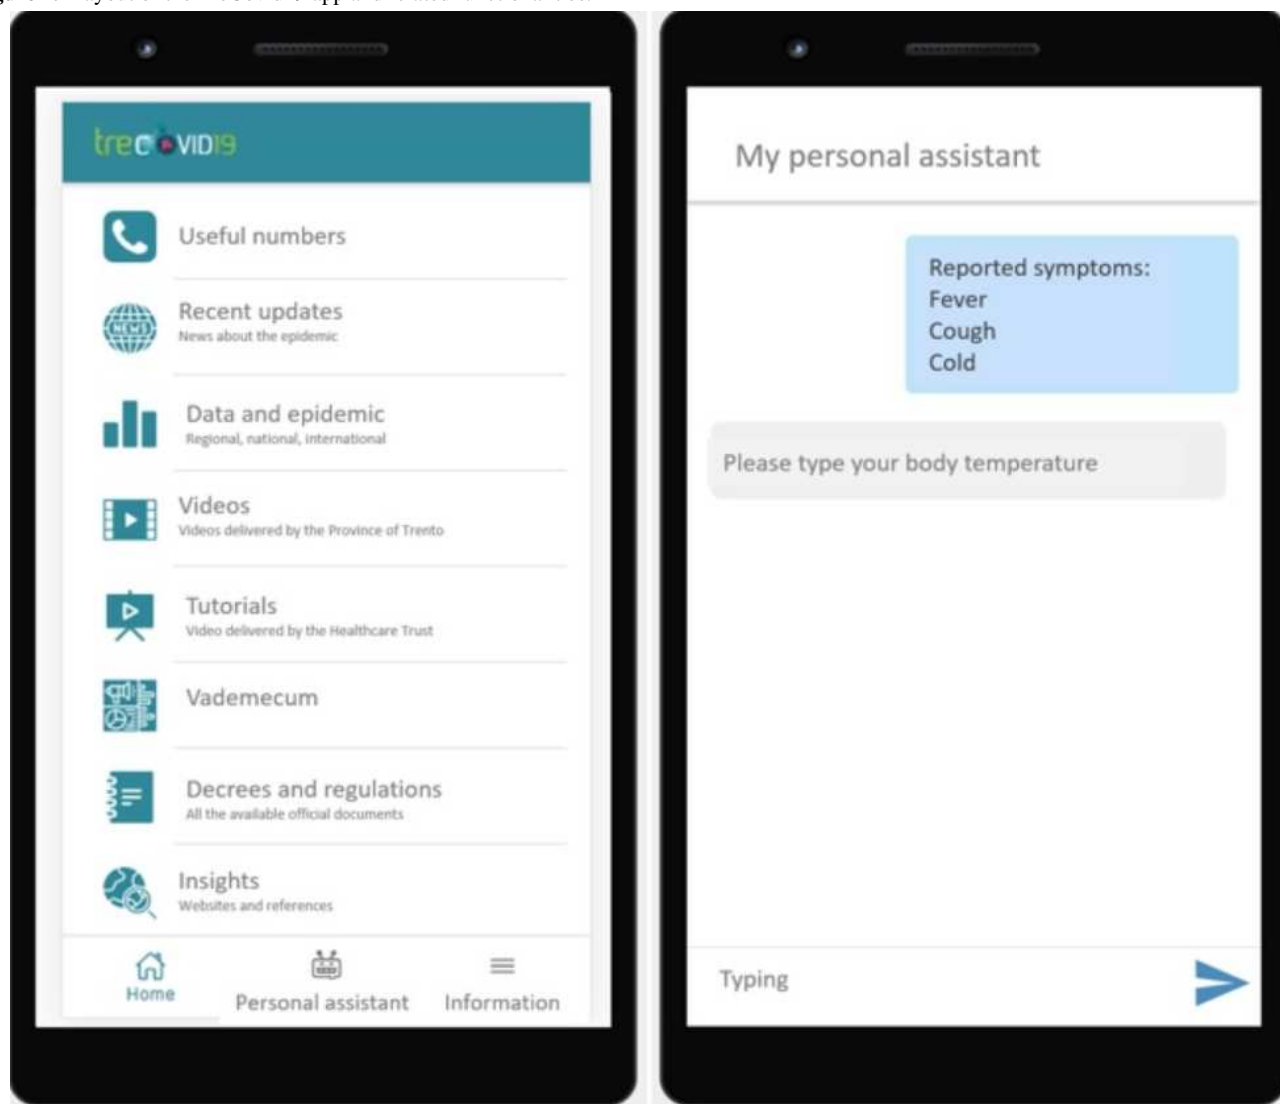 trecOVID19
Useful numbers
NEWS
Recent updates
News about the epidemic
Data and epidemic
Regional, national, international
Videos
Videos delivered by the Province of Trento
Tutorials
Video delivered by the Healthcare Trust
Vademecum
Decrees and regulations
All the available official documents
Insights
Websites and references
Home
Personal assistant
Information
My personal assistant
Reported symptoms:
Fever
Cough
Cold
Please type your body temperature
Typing